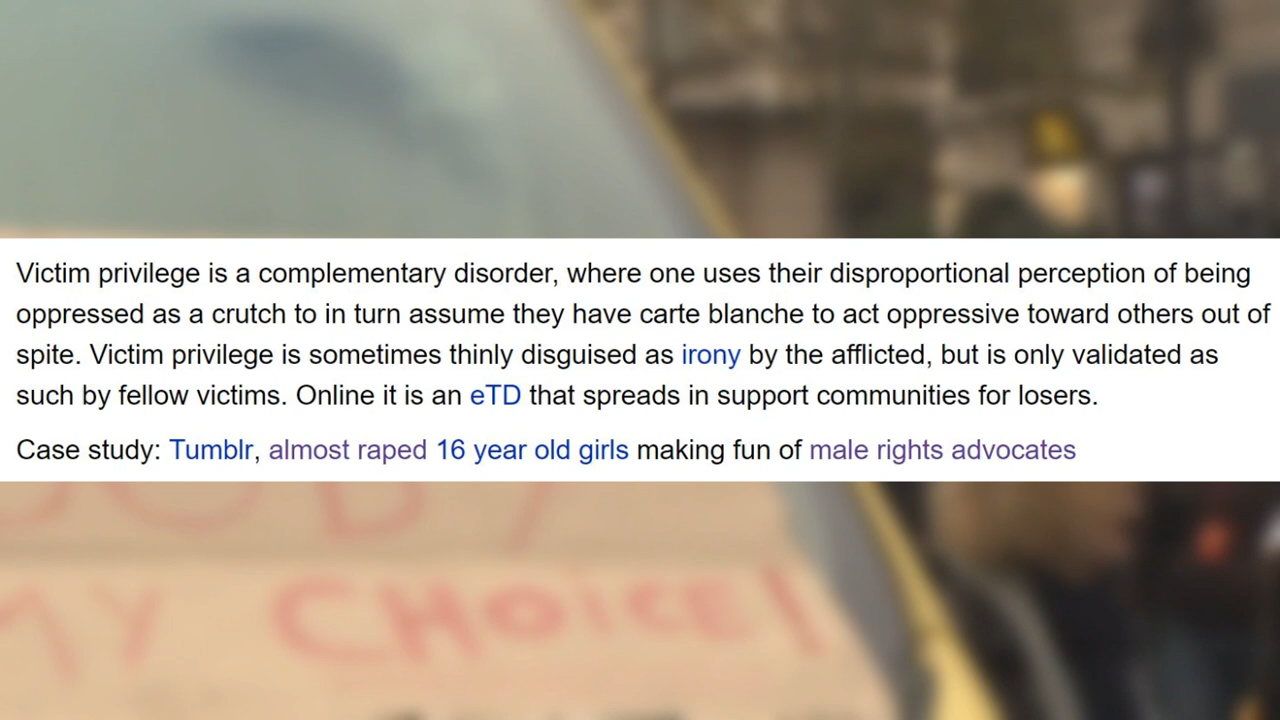 Victim privilege is a complementary disorder, where one uses their disproportional perception of being
oppressed as a crutch to in turn assume they have carte blanche to act oppressive toward others out of
spite. Victim privilege is sometimes thinly disguised as irony by the afflicted, but is only validated as
such by fellow victims. Online it is an eTD that spreads in support communities for losers.
Case study: Tumblr, almost raped 16 year old girls making fun of male rights advocates
MY CHOiCE!